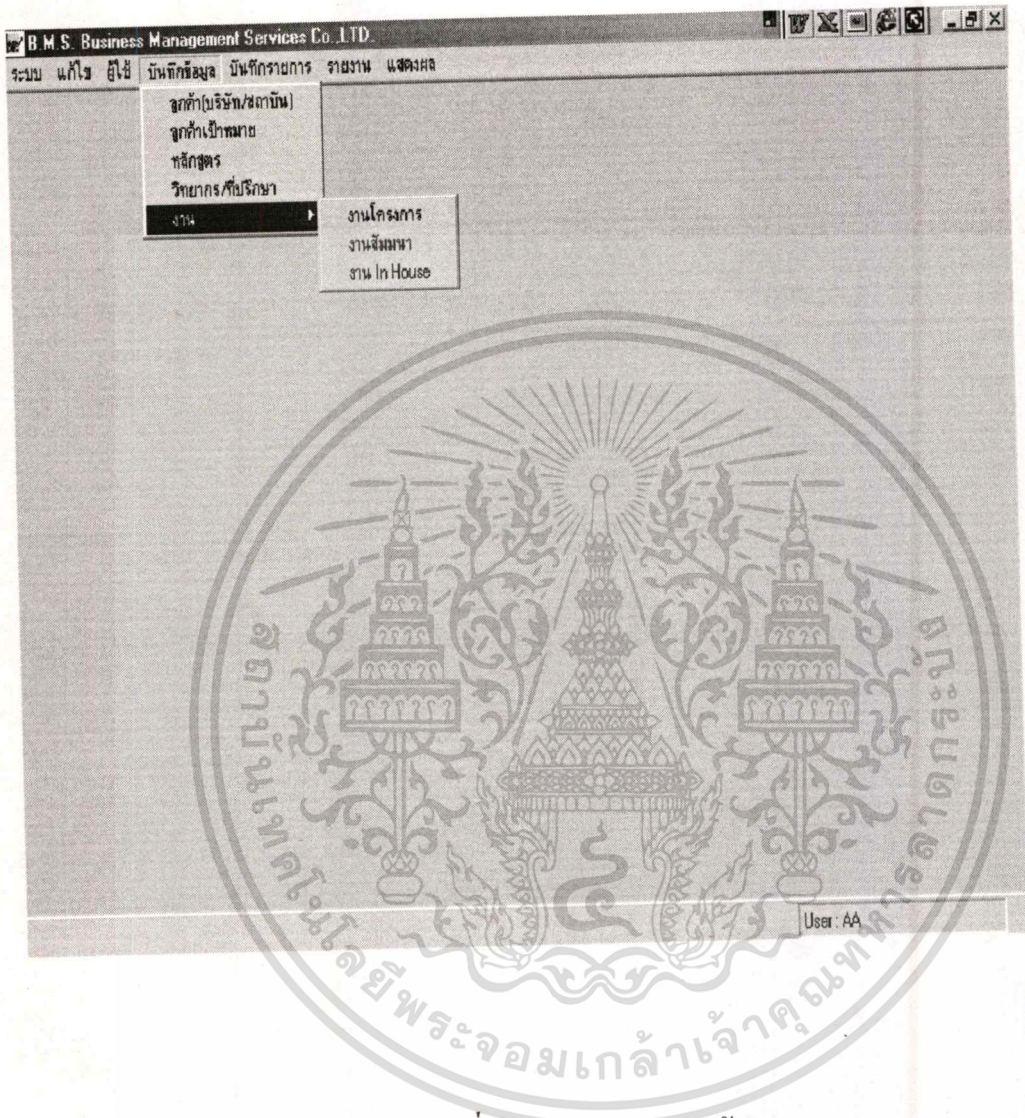 B.M.S. Business Management Services Co.,LTD.
ระบบ แก้ไข ผู้ใช้ บันทึกข้อมูล บันทึกรายการ รายงาน แสดงผล
ลูกค้า(บริษัท/สถาบัน)
ลูกค้าเป้าหมาย
หลักสูตร
วิทยากร/ที่ปรึกษา
งาน
งานโครงการ
งานสัมมนา
งาน In House
สถาบันเทคโนโลยีพระจอมเกล้าเจ้าคุณทหารลาดกระบัง
User : AA